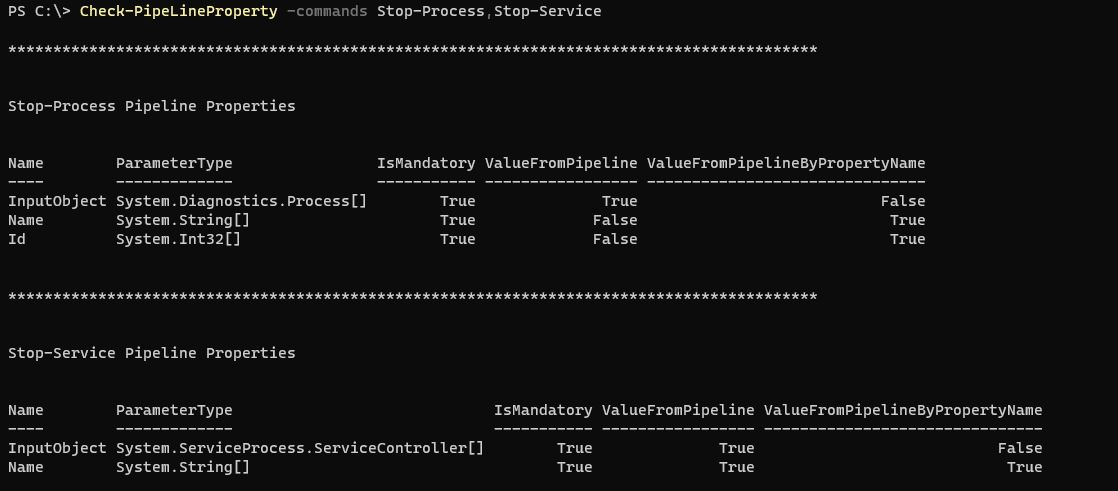 PS C:\> Check-PipeLineProperty -commands Stop-Process,Stop-Service
******************************************************************************************
Stop-Process Pipeline Properties
Name        ParameterType                IsMandatory ValueFromPipeline ValueFromPipelineByPropertyName
----        -------------                ----------- ----------------- -------------------------------
InputObject System.Diagnostics.Process[]        True              True                           False
Name        System.String[]                     True             False                            True
Id          System.Int32[]                      True             False                            True
******************************************************************************************
Stop-Service Pipeline Properties
Name        ParameterType                             IsMandatory ValueFromPipeline ValueFromPipelineByPropertyName
----        -------------                             ----------- ----------------- -------------------------------
InputObject System.ServiceProcess.ServiceController[]        True              True                           False
Name        System.String[]                                  True              True                            True